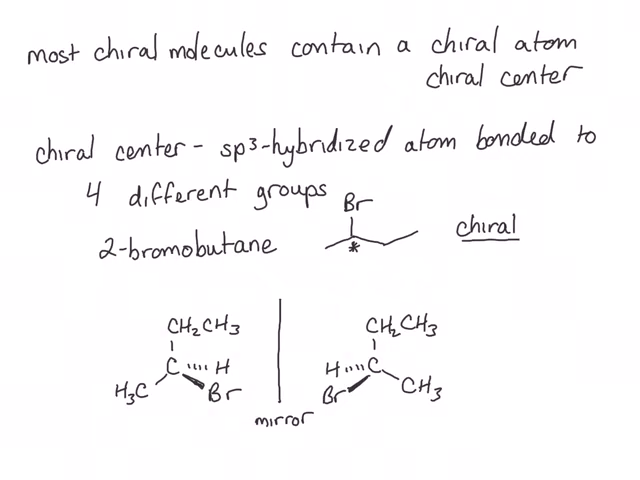 most chiral molecules contain a chiral atom
chiral center
chiral center - sp3-hybridized atom bonded to
4 different groups
Br
2-bromobutane * chiral
CH2CH3 CH2CH3
C H H C
H3C Br Br CH3
mirror